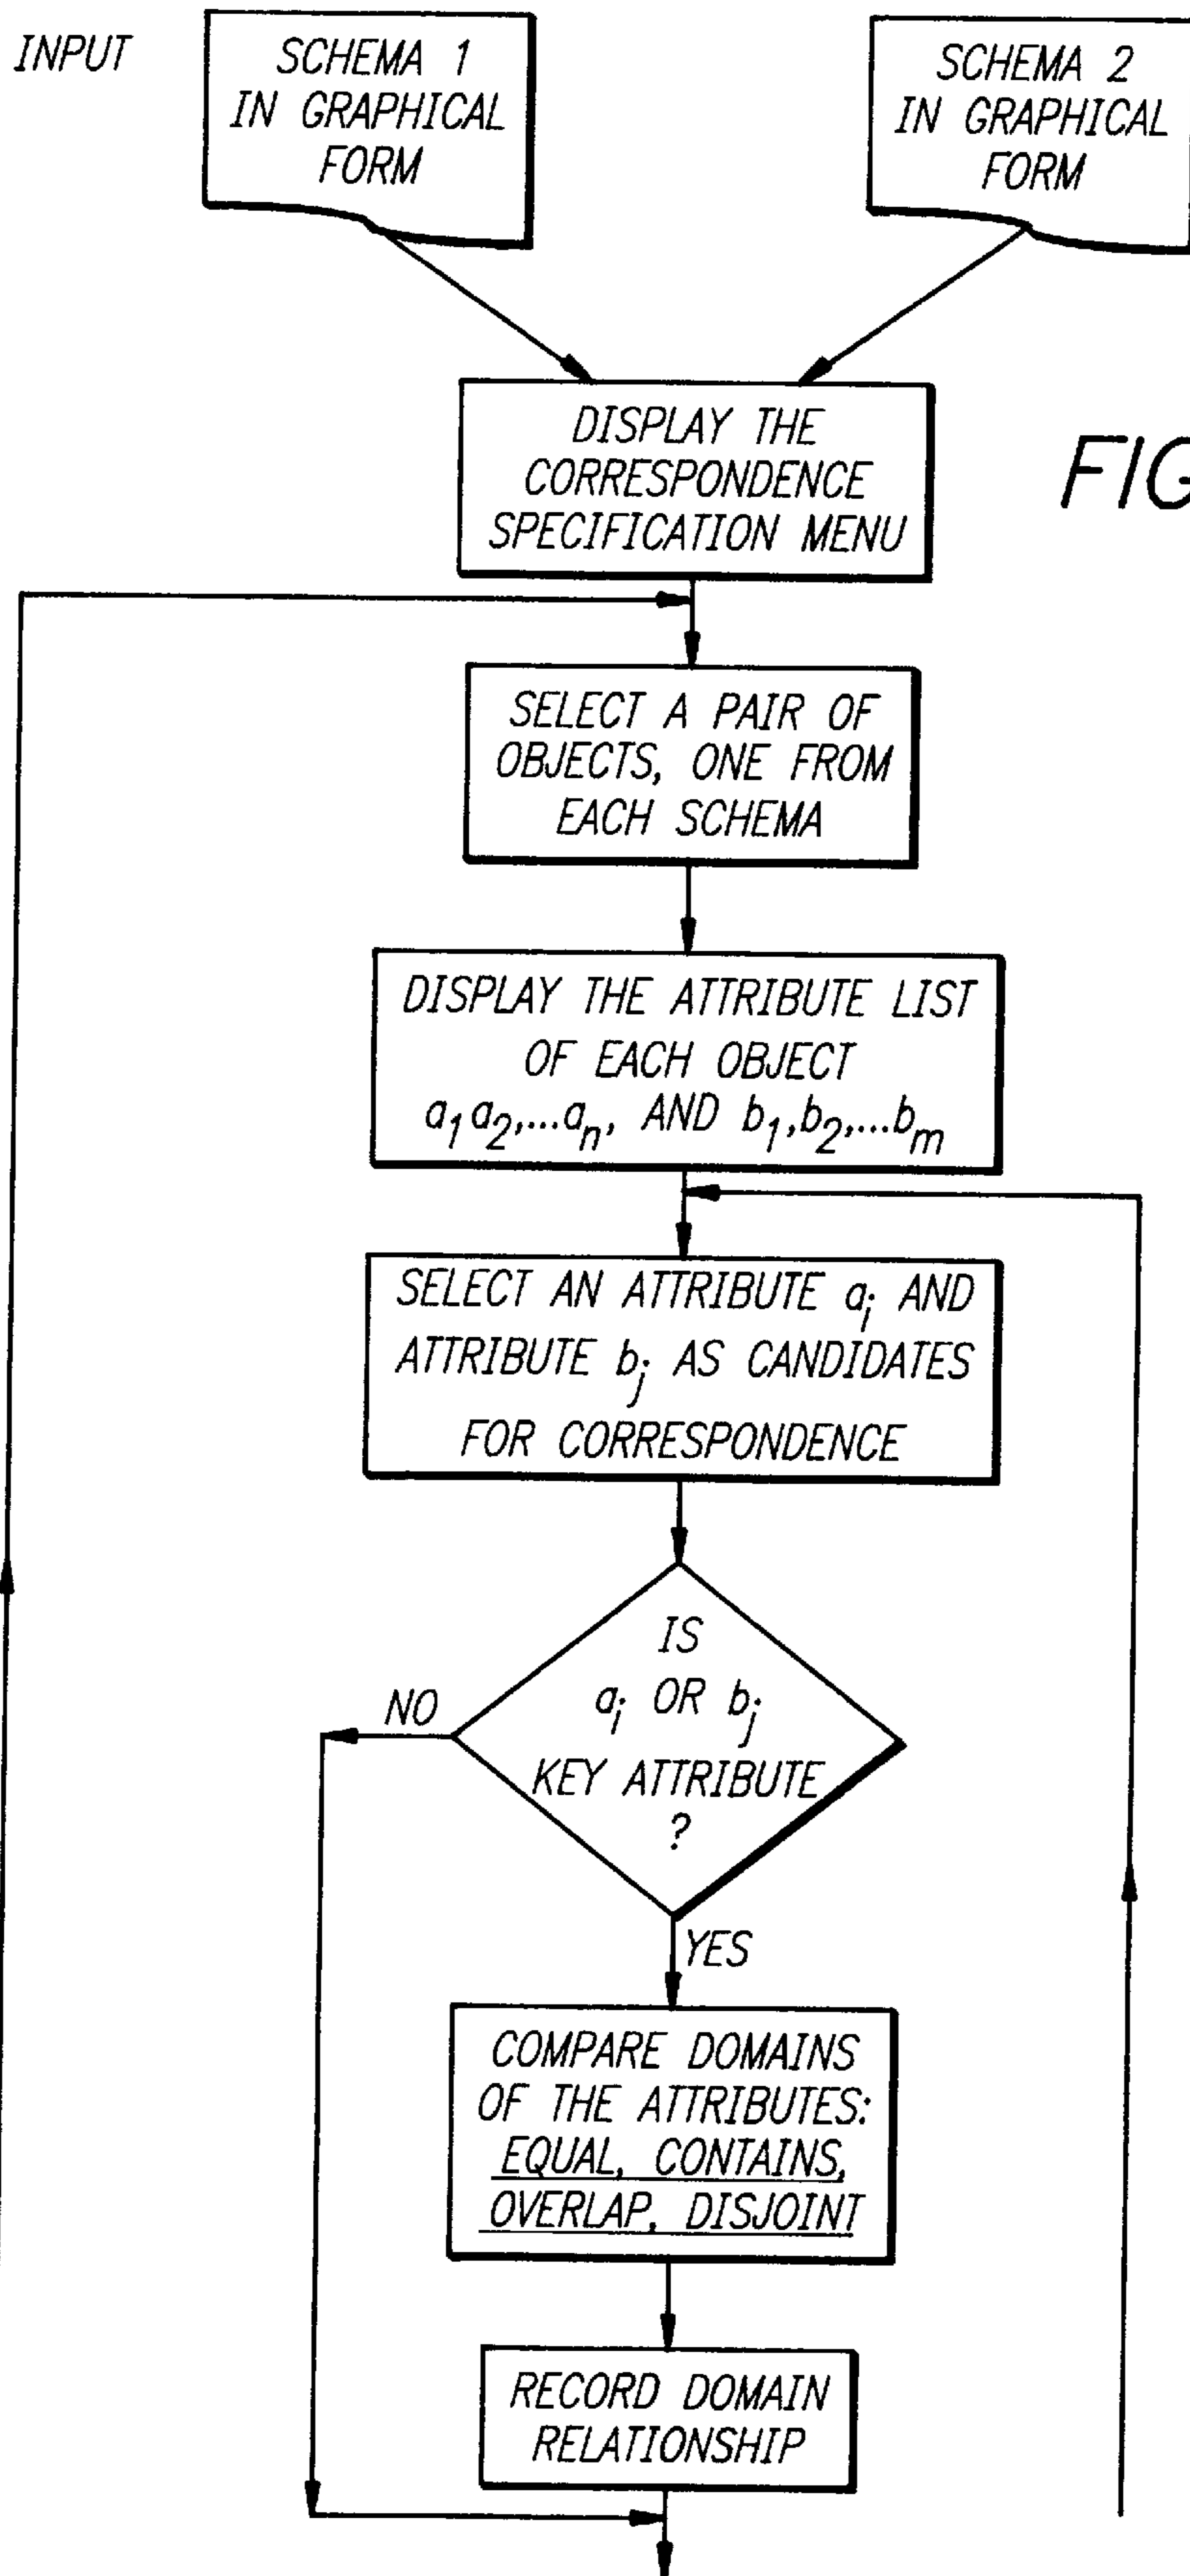 INPUT
SCHEMA 1
IN GRAPHICAL
FORM
SCHEMA 2
IN GRAPHICAL
FORM
DISPLAY THE
CORRESPONDENCE
SPECIFICATION MENU
FIG
SELECT A PAIR OF
OBJECTS, ONE FROM
EACH SCHEMA
DISPLAY THE ATTRIBUTE LIST
OF EACH OBJECT
a₁ a₂,...aₙ, AND b₁,b₂,...bₘ
SELECT AN ATTRIBUTE aᵢ AND
ATTRIBUTE bⱼ AS CANDIDATES
FOR CORRESPONDENCE
IS
aᵢ OR bⱼ
KEY ATTRIBUTE
?
NO
YES
COMPARE DOMAINS
OF THE ATTRIBUTES:
EQUAL, CONTAINS,
OVERLAP, DISJOINT
RECORD DOMAIN
RELATIONSHIP